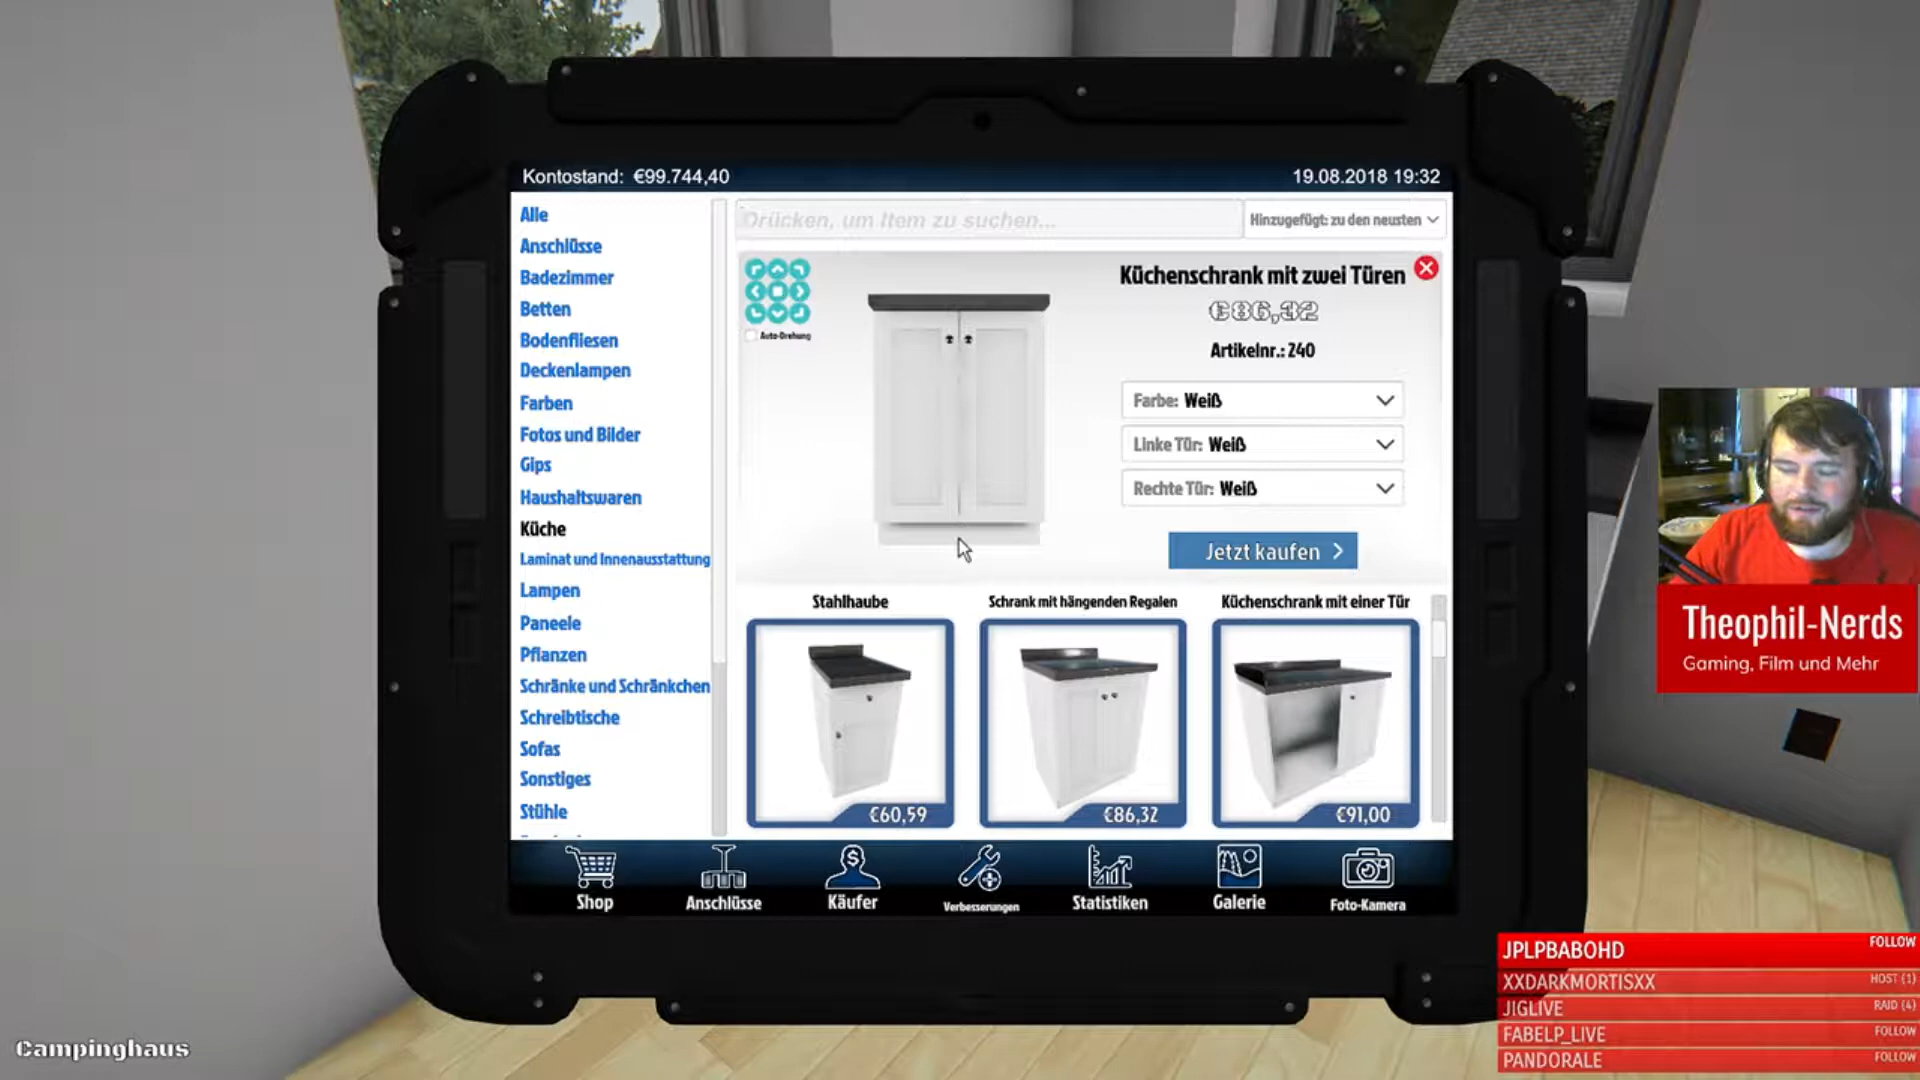 Kontostand: €99.744,40
19.08.2018 19:32
Alle
Anschlüsse
Badezimmer
Betten
Bodenfliesen
Deckenlampen
Farben
Fotos und Bilder
Gips
Haushaltswaren
Küche
Laminat und Innenausstattung
Lampen
Paneele
Pflanzen
Schränke und Schränkchen
Schreibtische
Sofas
Sonstiges
Stühle
Drücken, um Item zu suchen...
Hinzugefügt: zu den neusten
Auto-Drehung
Küchenschrank mit zwei Türen
€86,32
Artikelnr.: 240
Farbe: Weiß
Linke Tür: Weiß
Rechte Tür: Weiß
Jetzt kaufen
Stahlhaube
Schrank mit hängenden Regalen
Küchenschrank mit einer Tür
€60,59
€86,32
€91,00
Shop
Anschlüsse
Käufer
Verbesserungen
Statistiken
Galerie
Foto-Kamera
Theophil-Nerds
Gaming, Film und Mehr
JPLPBABOHD FOLLOW
XXDARKMORTISXX HOST (1)
JIGLIVE RAID (4)
FABELP_LIVE FOLLOW
PANDORALE FOLLOW
Campinghaus